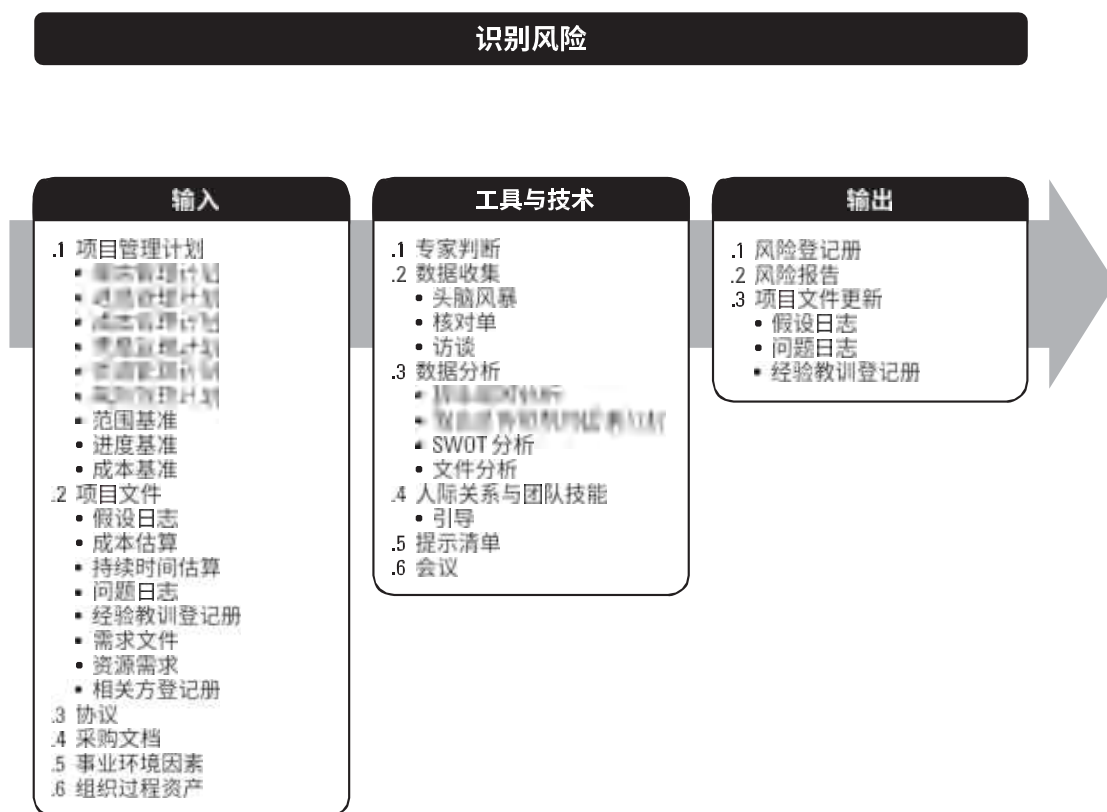 识别风险
输入
.1 项目管理计划
• 范围基准
• 进度基准
• 成本基准
.2 项目文件
• 假设日志
• 成本估算
• 持续时间估算
• 问题日志
• 经验教训登记册
• 需求文件
• 资源需求
• 相关方登记册
.3 协议
.4 采购文档
.5 事业环境因素
.6 组织过程资产
工具与技术
.1 专家判断
.2 数据收集
• 头脑风暴
• 核对单
• 访谈
.3 数据分析
• SWOT 分析
• 文件分析
.4 人际关系与团队技能
• 引导
.5 提示清单
.6 会议
输出
.1 风险登记册
.2 风险报告
.3 项目文件更新
• 假设日志
• 问题日志
• 经验教训登记册